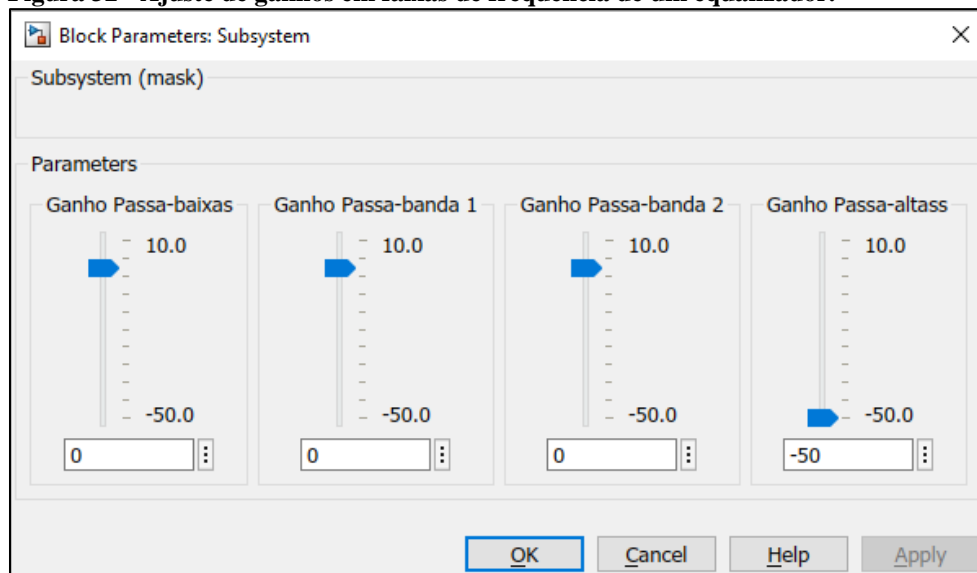 Block Parameters: Subsystem
Subsystem (mask)
Parameters
Ganho Passa-baixas
Ganho Passa-banda 1
Ganho Passa-banda 2
Ganho Passa-altass
10.0
10.0
10.0
10.0
-50.0
-50.0
-50.0
-50.0
0
0
0
-50
OK
Cancel
Help
Apply